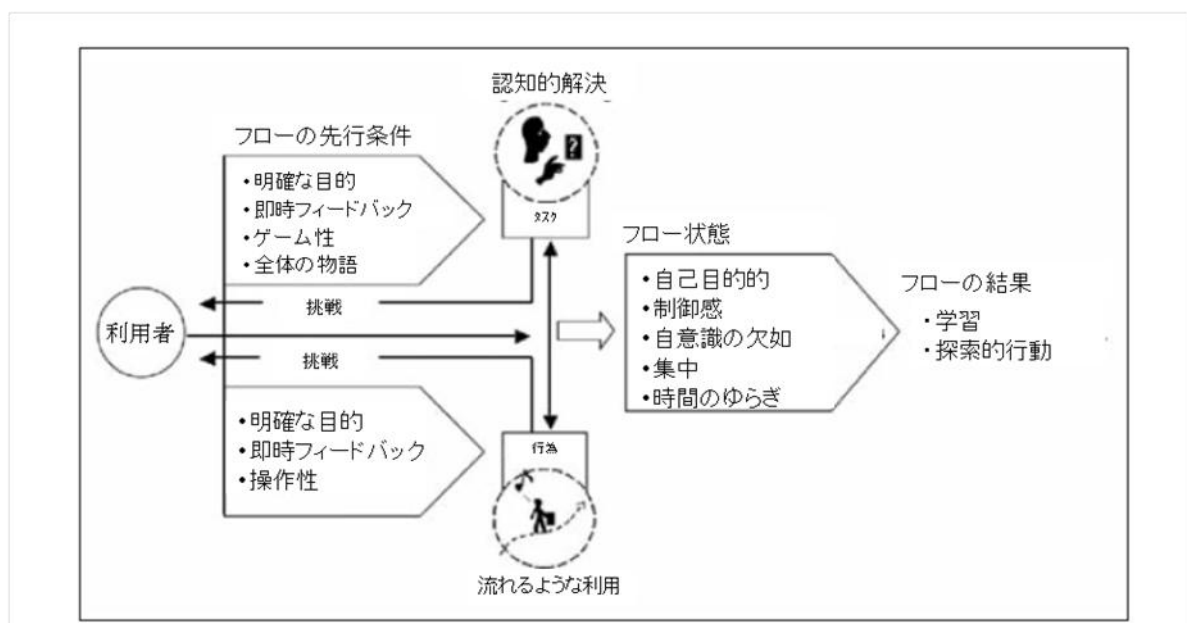 認知的解決
フローの先行条件
・明確な目的
・即時フィードバック
・ゲーム性
・全体の物語
?
タスク
挑戦
利用者
挑戦
・明確な目的
・即時フィードバック
・操作性
行為
流れるような利用
フロー状態
・自己目的的
・制御感
・自意識の欠如
・集中
・時間のゆらぎ
フローの結果
・学習
・探索的行動